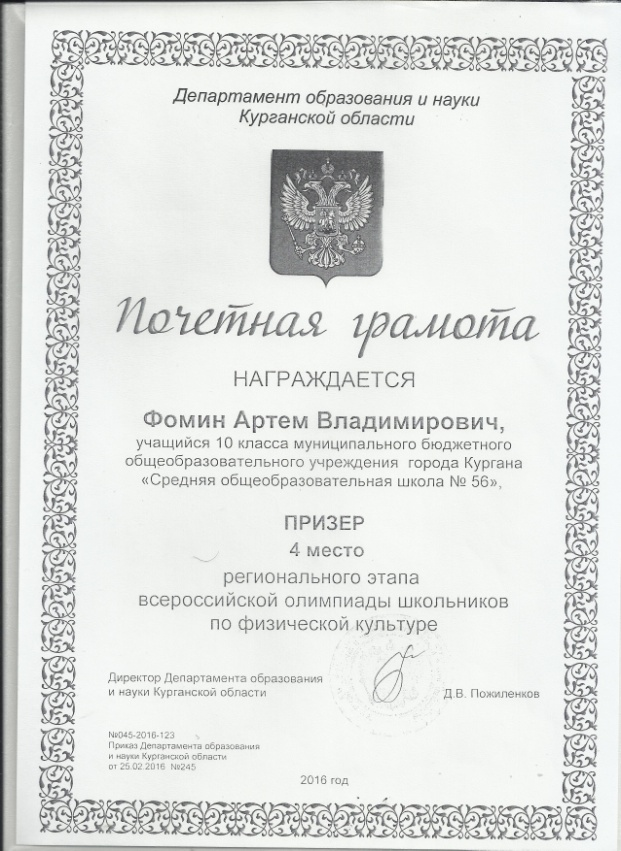 Департамент образования и науки
Курганской области
Почетная грамота
НАГРАЖДАЕТСЯ
Фомин Артем Владимирович,
учащийся 10 класса муниципального бюджетного
общеобразовательного учреждения города Кургана
«Средняя общеобразовательная школа № 56»,
ПРИЗЕР
4 место
регионального этапа
всероссийской олимпиады школьников
по физической культуре
Директор Департамента образования
и науки Курганской области
Д.В. Пожиленков
№045-2016-123
Приказ Департамента образования
и науки Курганской области
от 25.02.2016 №245
2016 год